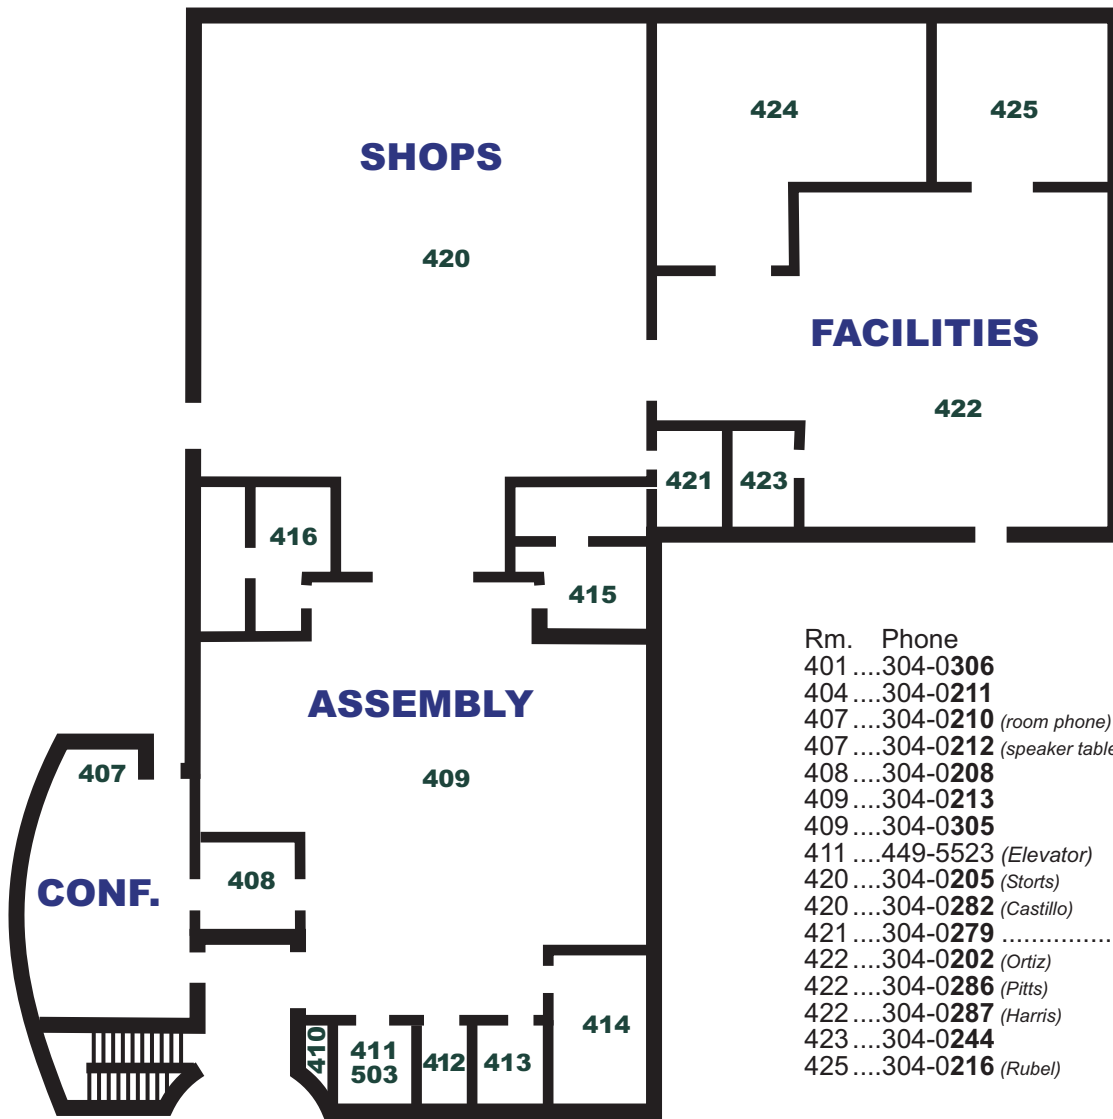 424
425
SHOPS
420
FACILITIES
422
421
423
416
415
ASSEMBLY
407
409
408
CONF.
414
410
411
503
412
413
Rm. Phone
401....304-0306
404....304-0211
407....304-0210 (room phone)
407....304-0212 (speaker table
408....304-0208
409....304-0213
409....304-0305
411....449-5523 (Elevator)
420....304-0205 (Storts)
420....304-0282 (Castillo)
421....304-0279 ...............
422....304-0202 (Ortiz)
422....304-0286 (Pitts)
422....304-0287 (Harris)
423....304-0244
425....304-0216 (Rubel)